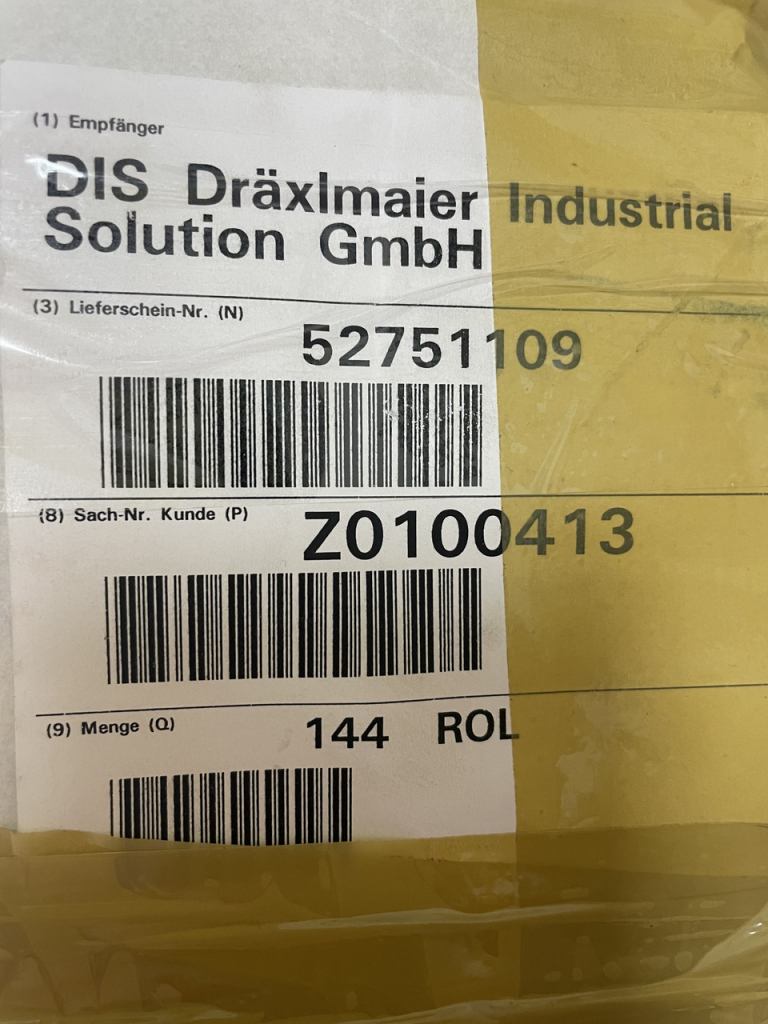 (1) Empfänger
DIS Dräxlmaier Industrial
Solution GmbH
(3) Lieferschein-Nr. (N)
52751109
(8) Sach-Nr. Kunde (P)
Z0100413
(9) Menge (Q)
144 ROL